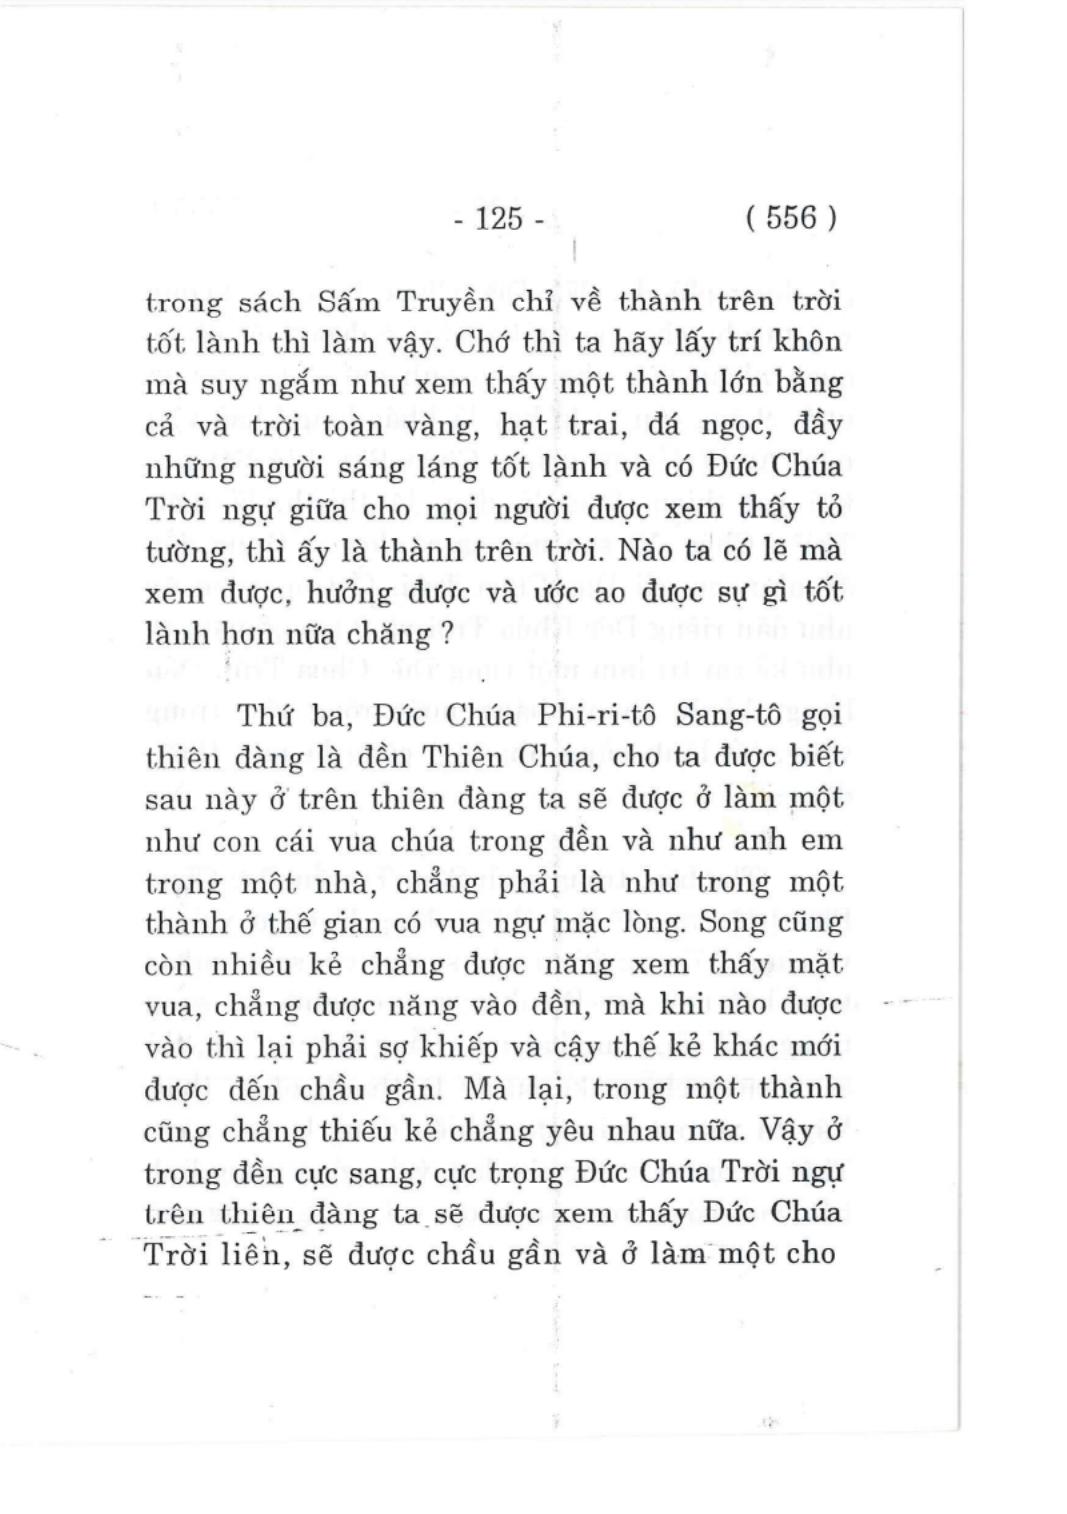 - 125 - ( 556 )
trong sách Sấm Truyền chỉ về thành trên trời
tốt lành thì làm vậy. Chớ thì ta hãy lấy trí khôn
mà suy ngắm như xem thấy một thành lớn bằng
cả và trời toàn vàng, hạt trai, đá ngọc, đầy
những người sáng láng tốt lành và có Đức Chúa
Trời ngự giữa cho mọi người được xem thấy tỏ
tường, thì ấy là thành trên trời. Nào ta có lẽ mà
xem được, hưởng được và ước ao được sự gì tốt
lành hơn nữa chăng ?
Thứ ba, Đức Chúa Phi-ri-tô Sang-tô gọi
thiên đàng là đền Thiên Chúa, cho ta được biết
sau này ở trên thiên đàng ta sẽ được ở làm một
như con cái vua chúa trong đền và như anh em
trong một nhà, chẳng phải là như trong một
thành ở thế gian có vua ngự mặc lòng. Song cũng
còn nhiều kẻ chẳng được năng xem thấy mặt
vua, chẳng được năng vào đền, mà khi nào được
vào thì lại phải sợ khiếp và cậy thế kẻ khác mới
được đến chầu gần. Mà lại, trong một thành
cũng chẳng thiếu kẻ chẳng yêu nhau nữa. Vậy ở
trong đền cực sang, cực trọng Đức Chúa Trời ngự
trên thiên đàng ta sẽ được xem thấy Đức Chúa
Trời liên, sẽ được chầu gần và ở làm một cho